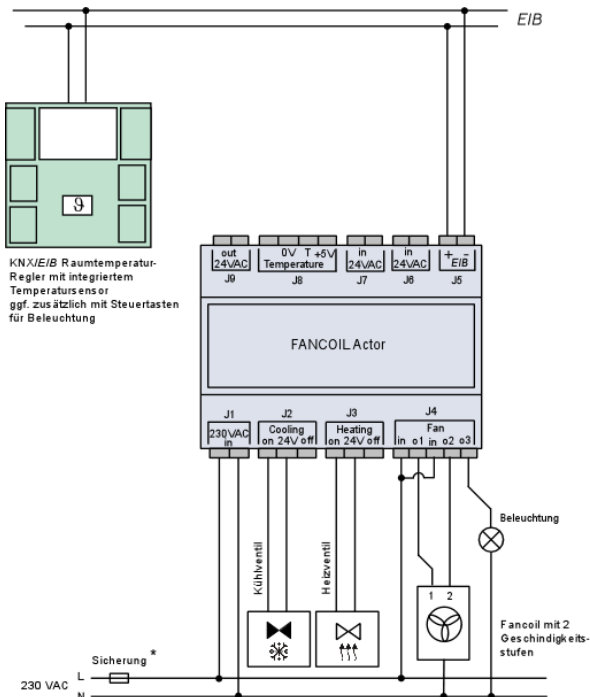 EIB
ϑ
KNX/EIB Raumtemperatur-
Regler mit integriertem
Temperatursensor
ggf. zusätzlich mit Steuertasten
für Beleuchtung
out
24VAC
J9
0V T +5V
Temperature
J8
in
24VAC
J7
in
24VAC
J6
+ -
EIB
J5
FANCOIL Actor
J1
230VAC
in
J2
Cooling
on 24V off
J3
Heating
on 24V off
J4
Fan
in o1 in o2 o3
Kühlventil
Heizventil
Beleuchtung
1 2
Fancoil mit 2
Geschindigkeits-
stufen
Sicherung *
230 VAC
L
N